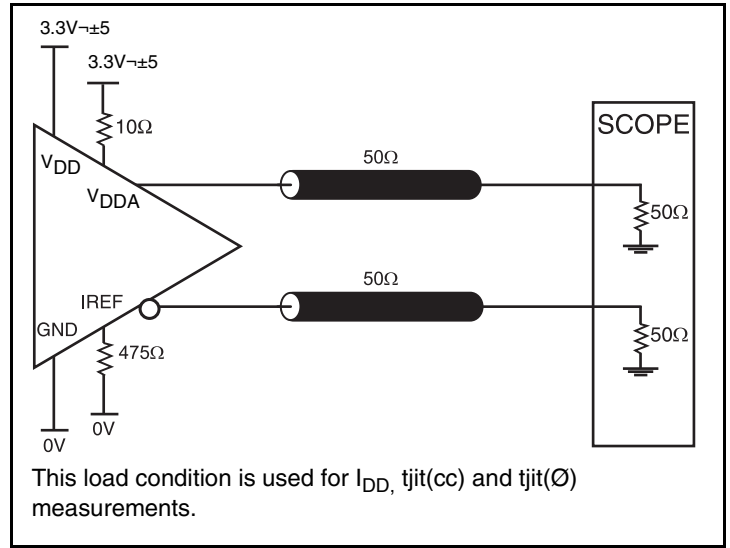 3.3V¬±5
3.3V¬±5
10Ω
50Ω
SCOPE
VDD
VDDA
50Ω
50Ω
IREF
GND
50Ω
475Ω
0V
0V
This load condition is used for IDD, tjit(cc) and tjit(Ø)
measurements.